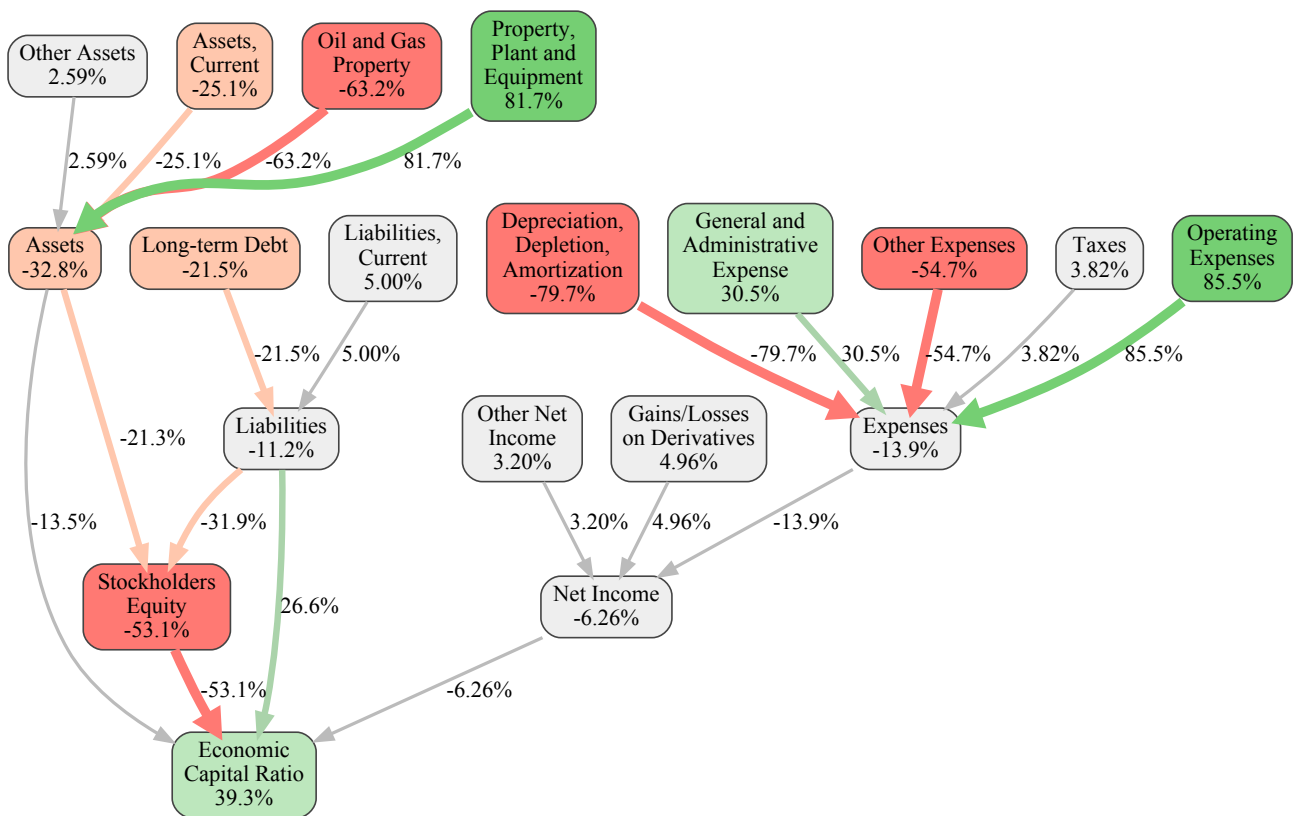 Other Assets
2.59%
Assets,
Current
-25.1%
Oil and Gas
Property
-63.2%
Property,
Plant and
Equipment
81.7%
2.59%
-25.1%
-63.2%
81.7%
Assets
-32.8%
Long-term Debt
-21.5%
Liabilities,
Current
5.00%
Depreciation,
Depletion,
Amortization
-79.7%
General and
Administrative
Expense
30.5%
Other Expenses
-54.7%
Taxes
3.82%
Operating
Expenses
85.5%
-21.5%
5.00%
-79.7%
30.5%
-54.7%
3.82%
85.5%
-21.3%
Liabilities
-11.2%
Other Net
Income
3.20%
Gains/Losses
on Derivatives
4.96%
Expenses
-13.9%
-13.5%
-31.9%
3.20%
4.96%
-13.9%
Stockholders
Equity
-53.1%
26.6%
Net Income
-6.26%
-53.1%
-6.26%
Economic
Capital Ratio
39.3%